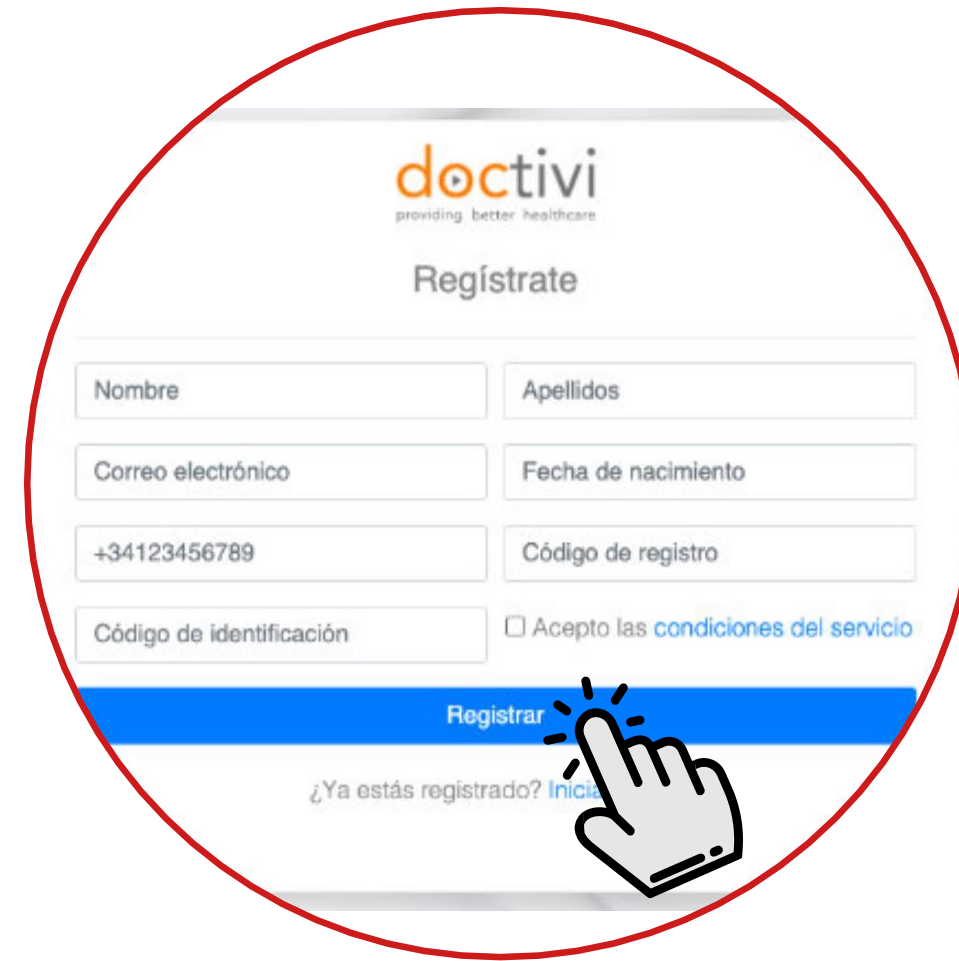 doctivi
providing better healthcare
Regístrate
Nombre
Apellidos
Correo electrónico
Fecha de nacimiento
+34123456789
Código de registro
Código de identificación
Acepto las condiciones del servicio
Registrar
¿Ya estás registrado?